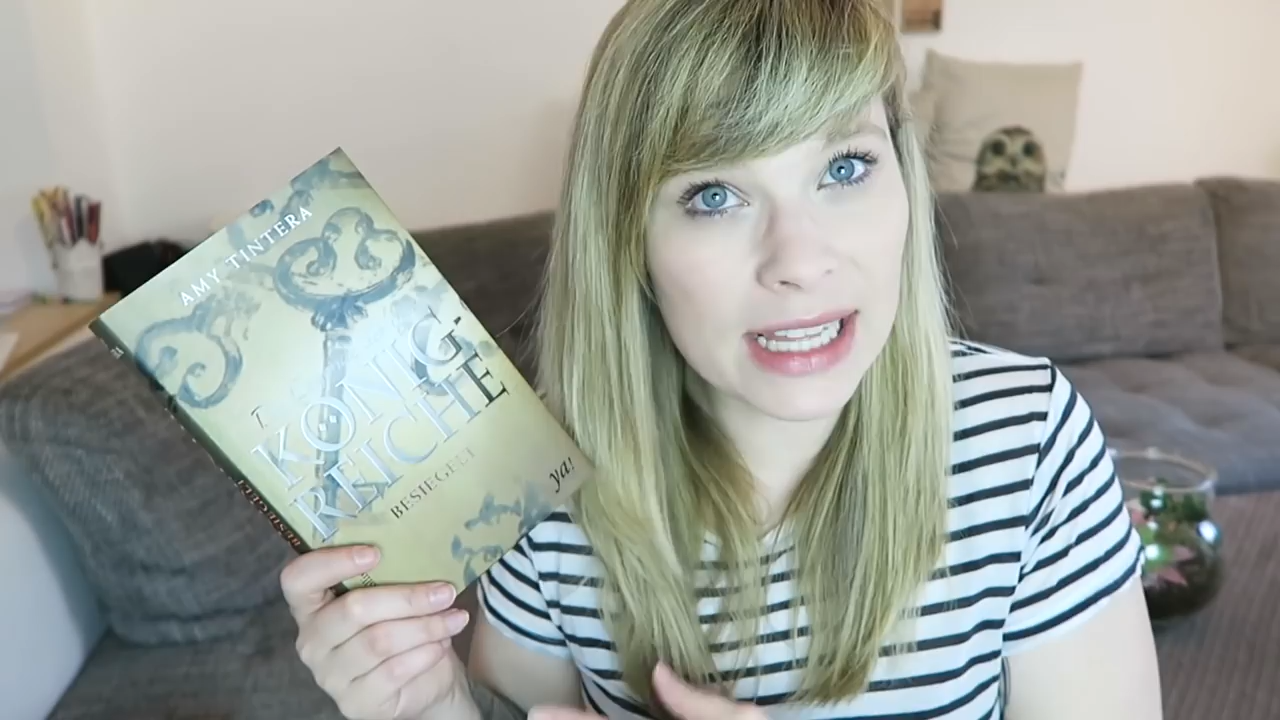 AMY TINTERA
KÖNIG-
REICHE
BESIEGELT
ya!